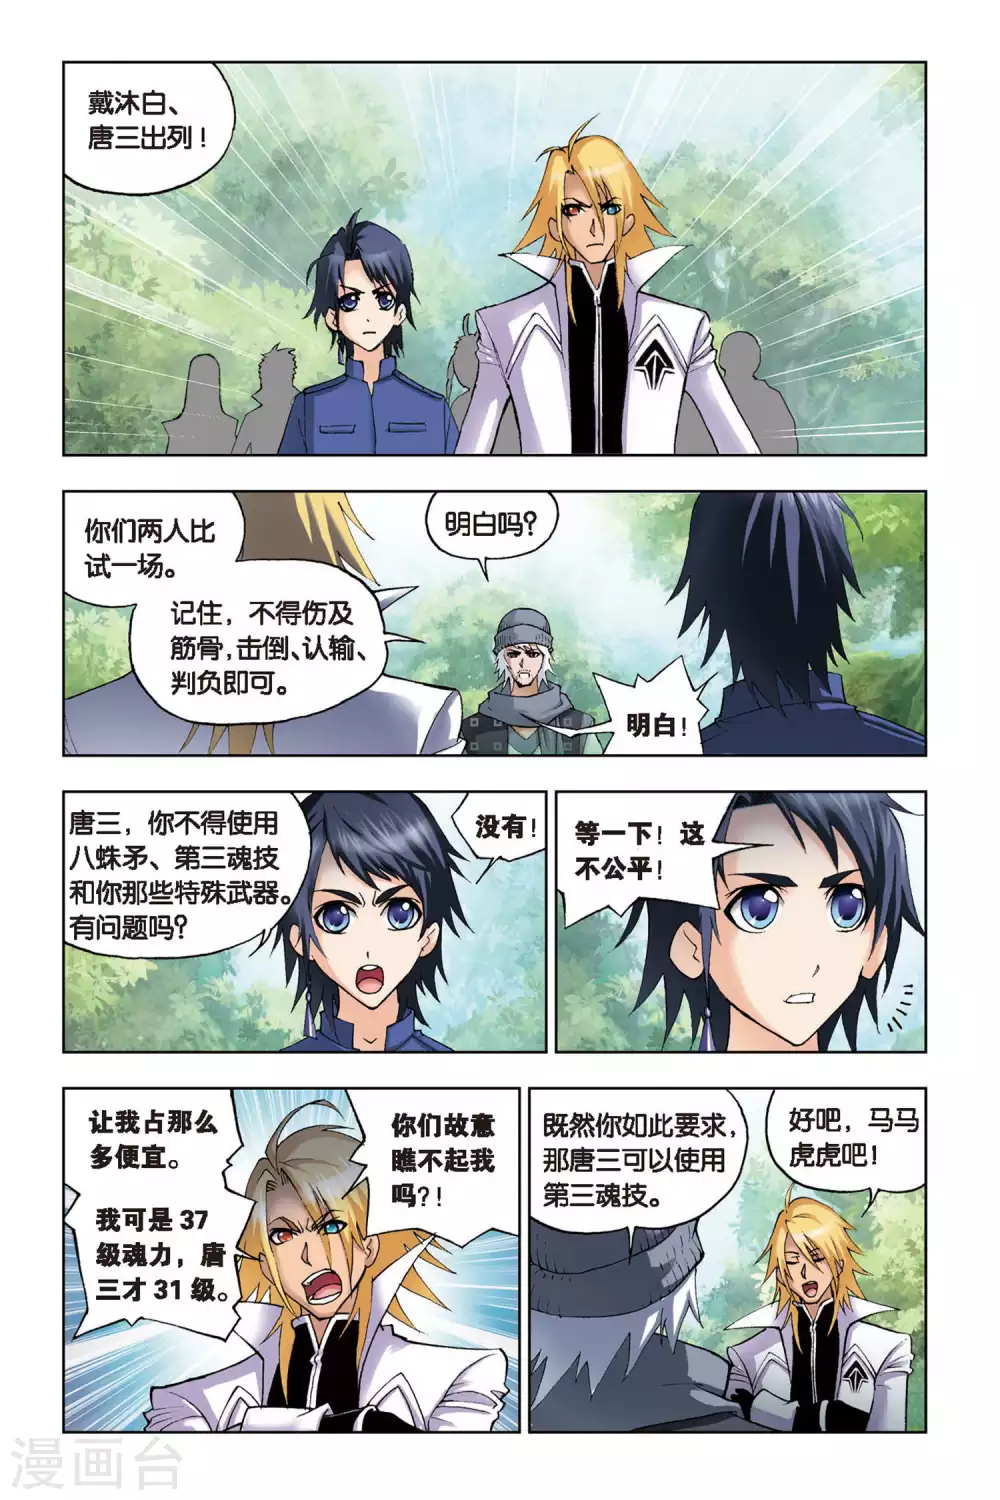 戴沐白、
唐三出列！
你们两人比
试一场。
记住，不得伤及
筋骨，击倒、认输、
判负即可。
明白吗？
明白！
唐三，你不得使用
八蛛矛、第三魂技
和你那些特殊武器。
有问题吗？
没有！
等一下！这
不公平！
让我占那么
多便宜。
我可是 37
级魂力，唐
三才 31 级。
你们故意
瞧不起我
吗？！
既然你如此要求，
那唐三可以使用
第三魂技。
好吧，马马
虎虎吧！
漫画台